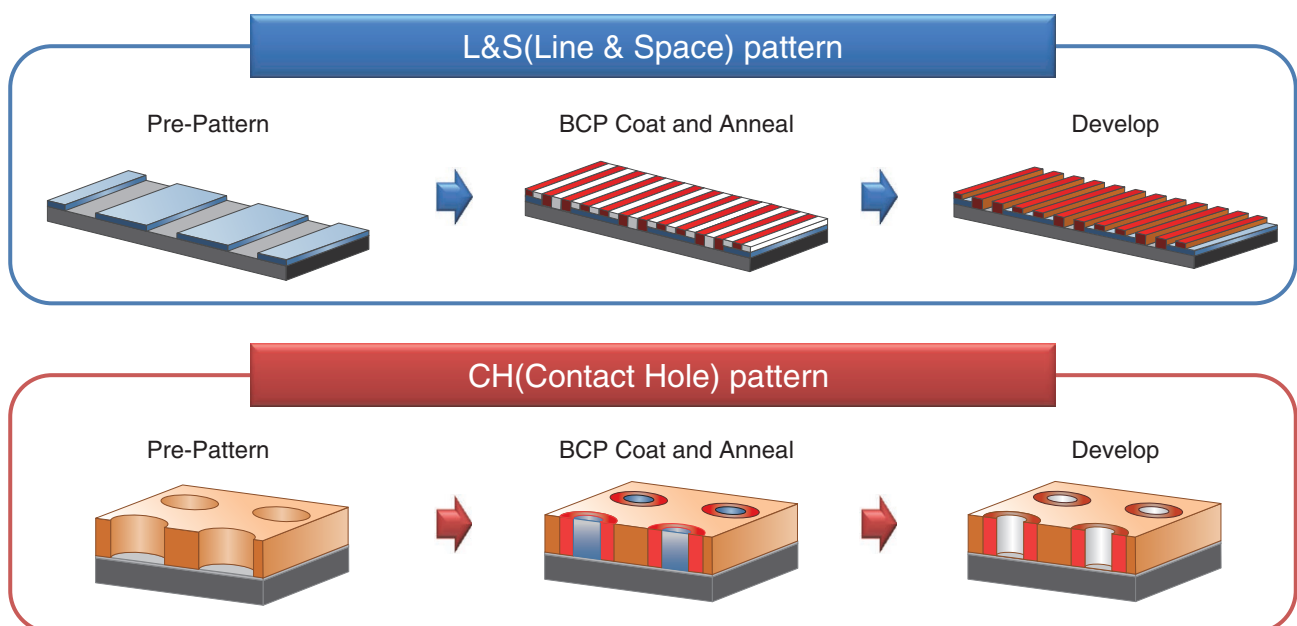 L&S(Line & Space) pattern
Pre-Pattern
BCP Coat and Anneal
Develop
CH(Contact Hole) pattern
Pre-Pattern
BCP Coat and Anneal
Develop